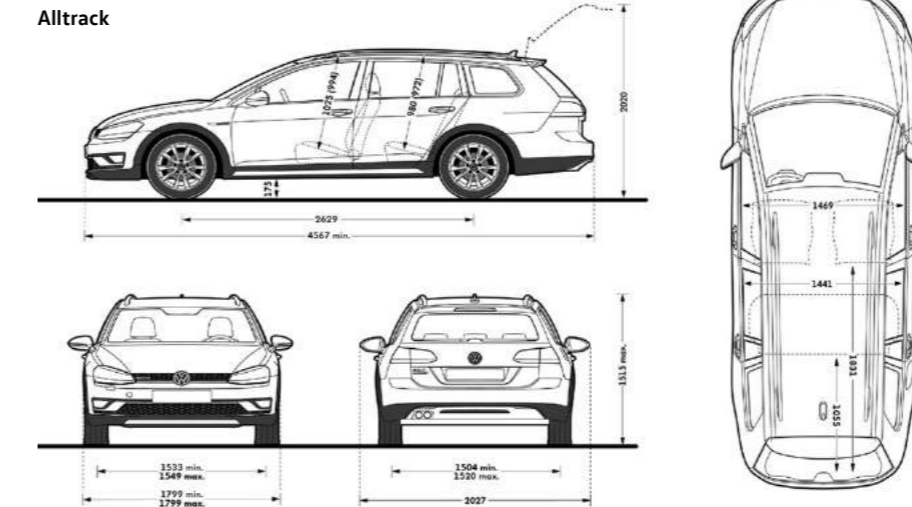 Alltrack
1025 (994)
980 (972)
2020
175
2629
4567 min.
1469
1441
1831
1055
1515 max.
1533 min.
1549 max.
1799 min.
1799 max.
1504 min.
1520 max.
2027